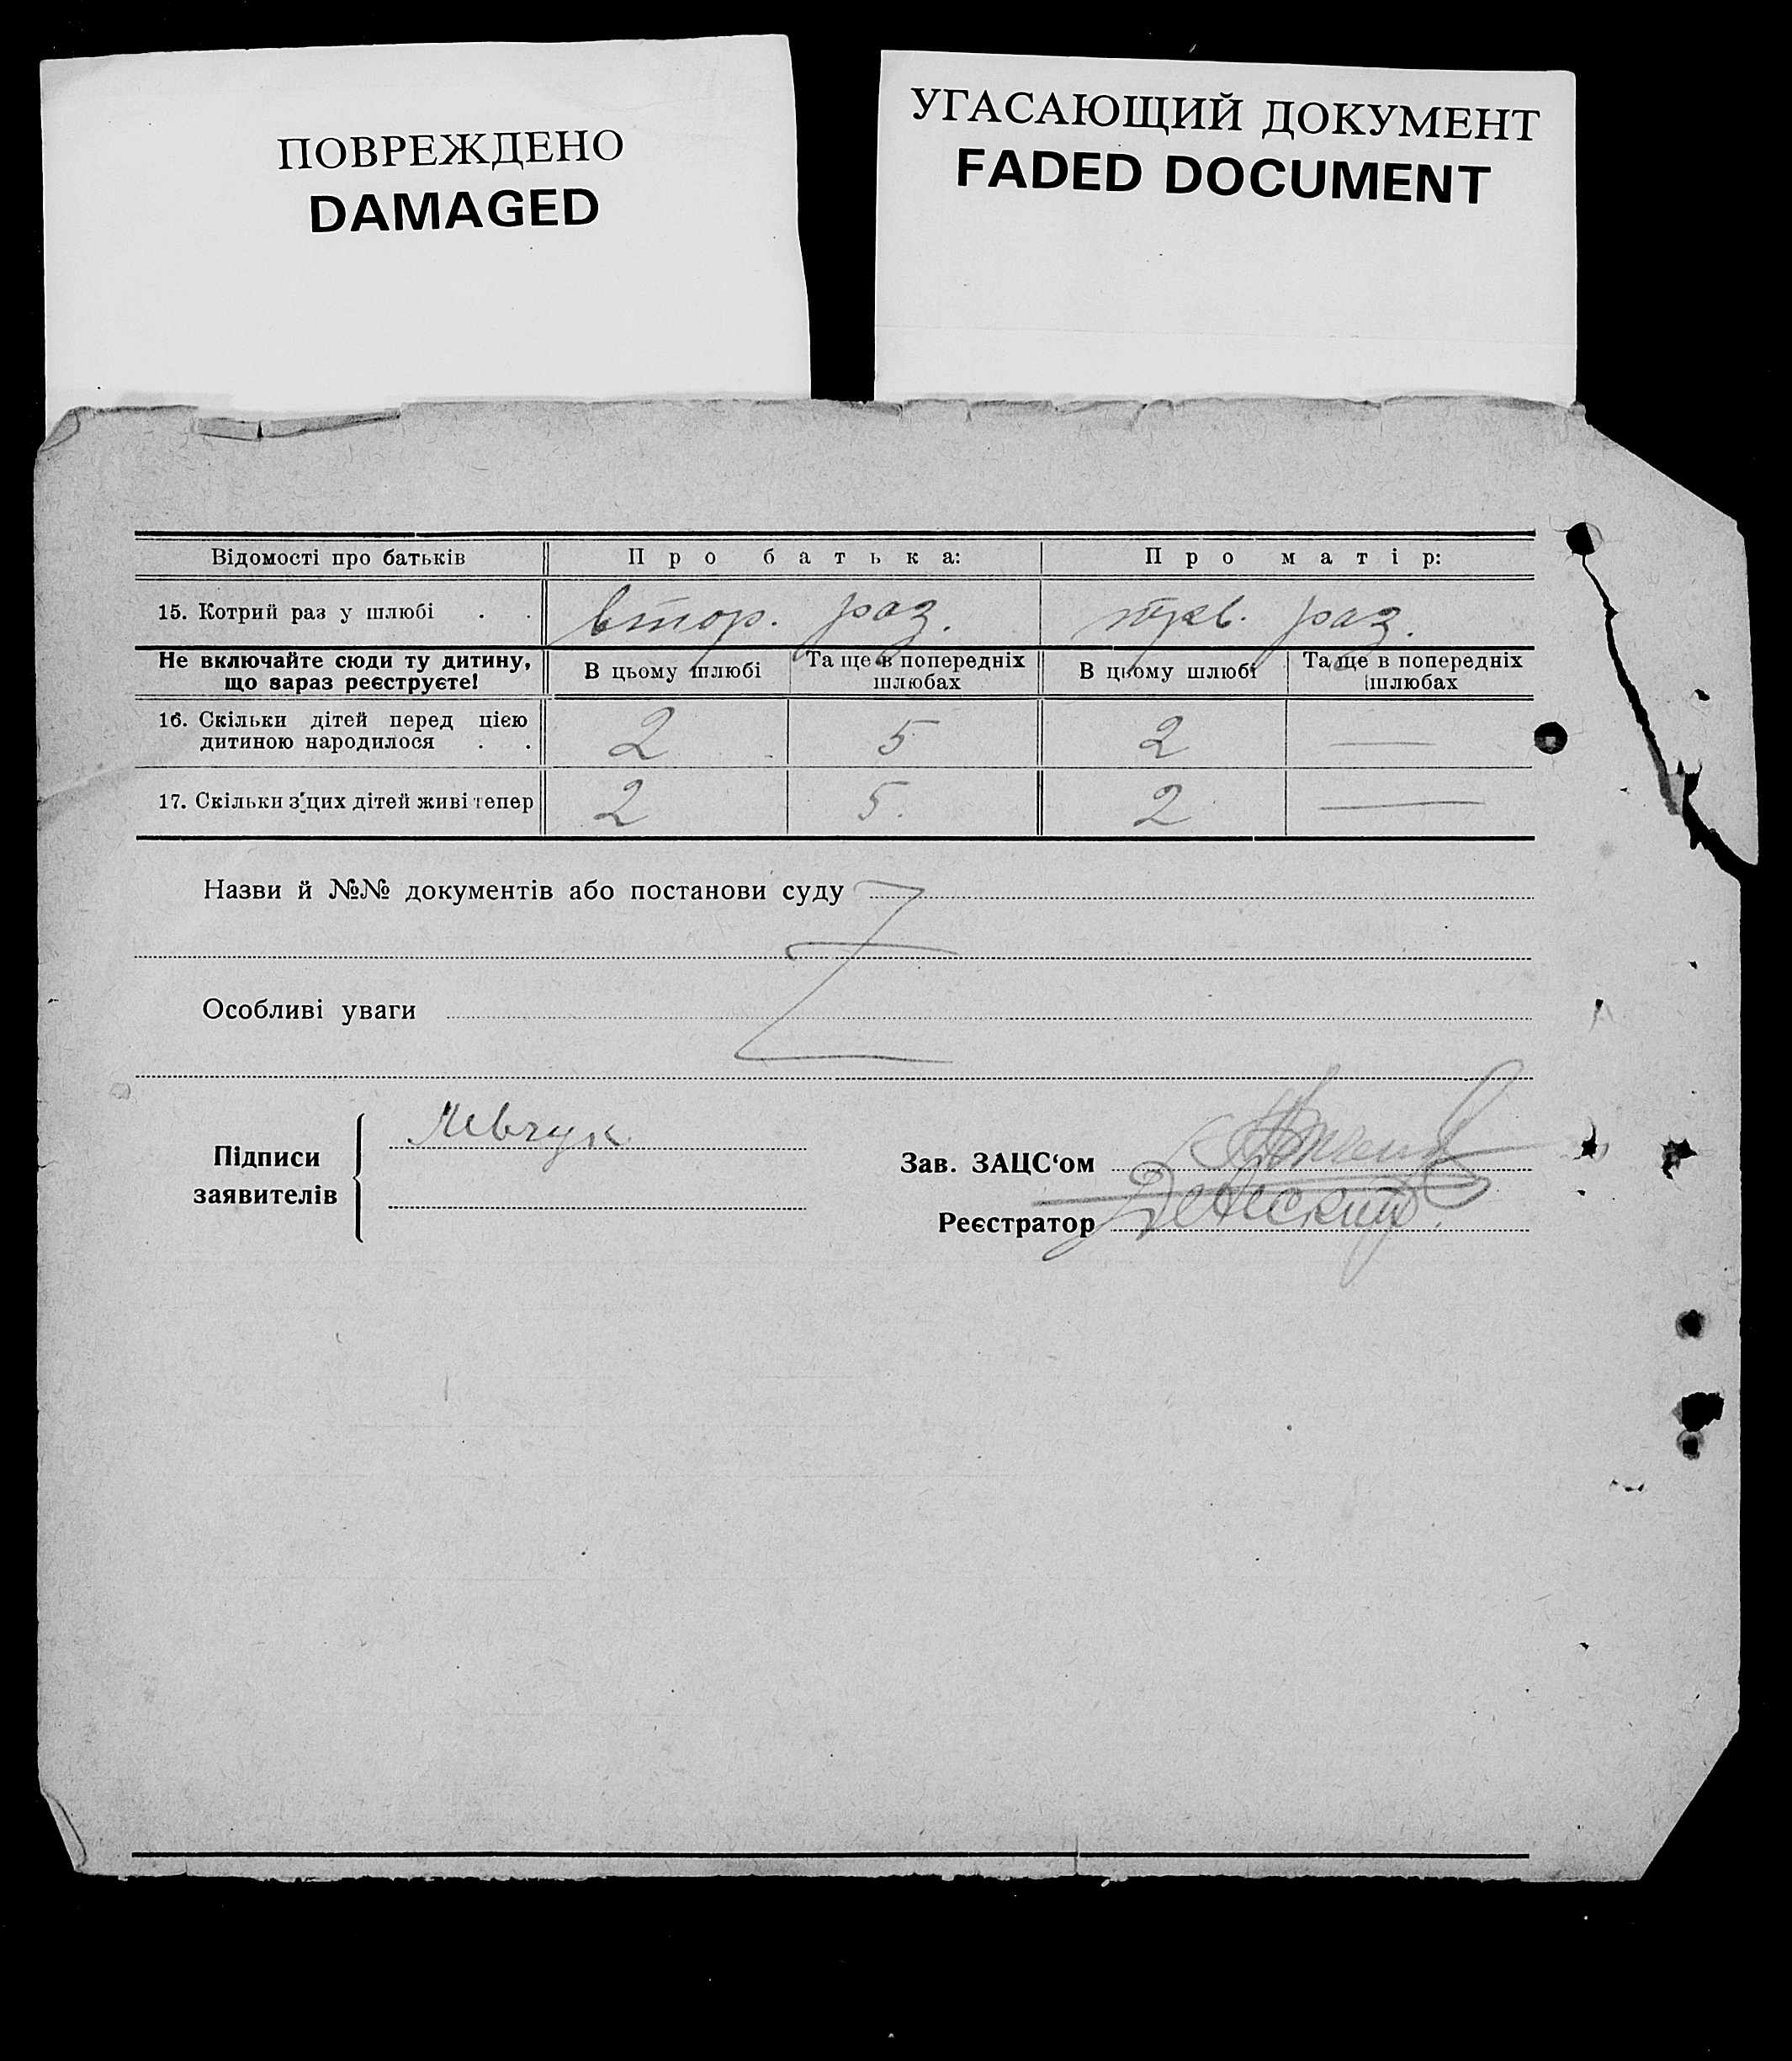 ПОВРЕЖДЕНО
DAMAGED
УГАСАЮЩИЙ ДОКУМЕНТ
FADED DOCUMENT
Відомості про батьків Про батька: Про матір:
15. Котрий раз у шлюбі . . втор. раз. раз.
Не включайте сюди ту дитину, що зараз реєструєте! В цьому шлюбі Та ще в попередніх шлюбах В цьому шлюбі Та ще в попередніх шлюбах
16. Скільки дітей перед цією дитиною народилося . . 2 5 2 —
17. Скільки з цих дітей живі тепер 2 5. 2 —
Назви й №№ документів або постанови суду
Особливі уваги
Підписи заявителів
Левчук
Зав. ЗАЦС‘ом
Реєстратор